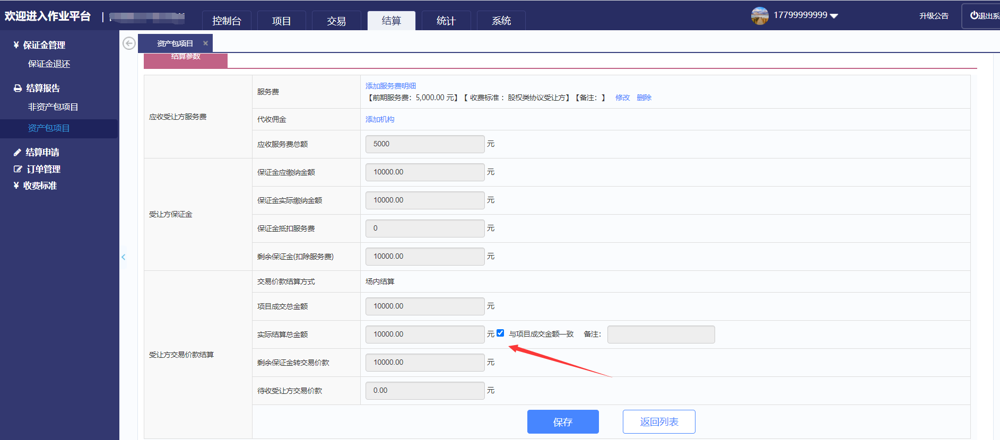 欢迎进入作业平台 |
控制台 项目 交易 结算 统计 系统
17799999999
升级公告
退出系
¥ 保证金管理
保证金退还
结算报告
非资产包项目
资产包项目
结算申请
订单管理
¥ 收费标准
资产包项目 ×
结算参数
应收受让方服务费
服务费
添加服务费明细
【前期服务费：5,000.00 元】【 收费标准 ：股权类协议受让方】【备注：】 修改 删除
代收佣金
添加机构
应收服务费总额
5000 元
受让方保证金
保证金应缴纳金额
10000.00 元
保证金实际缴纳金额
10000.00 元
保证金抵扣服务费
0 元
剩余保证金(扣除服务费)
10000.00 元
受让方交易价款结算
交易价款结算方式
场内结算
项目成交总金额
10000.00 元
实际结算总金额
10000.00 元 与项目成交金额一致 备注：
剩余保证金转交易价款
10000.00 元
待收受让方交易价款
0.00 元
保存 返回列表